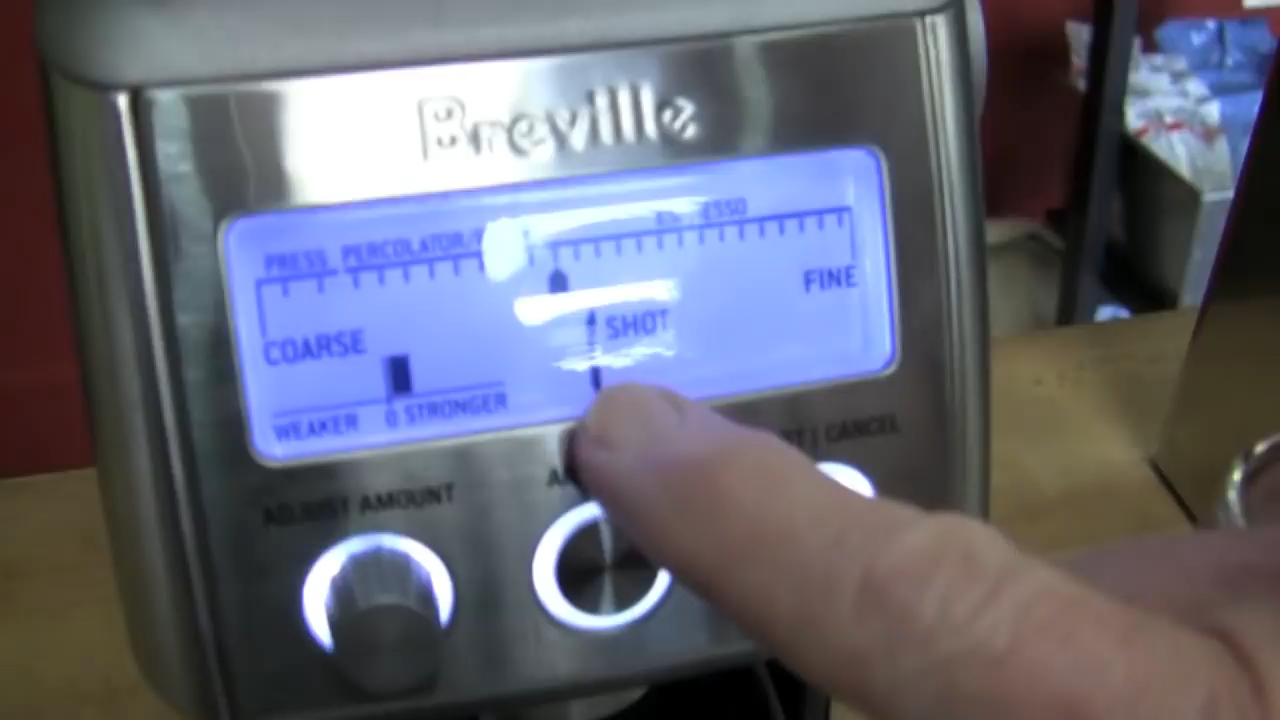 Breville
PRESS PERCOLATOR/
COARSE
FINE
SHOT
WEAKER 0 STRONGER
ADJUST AMOUNT
| CANCEL